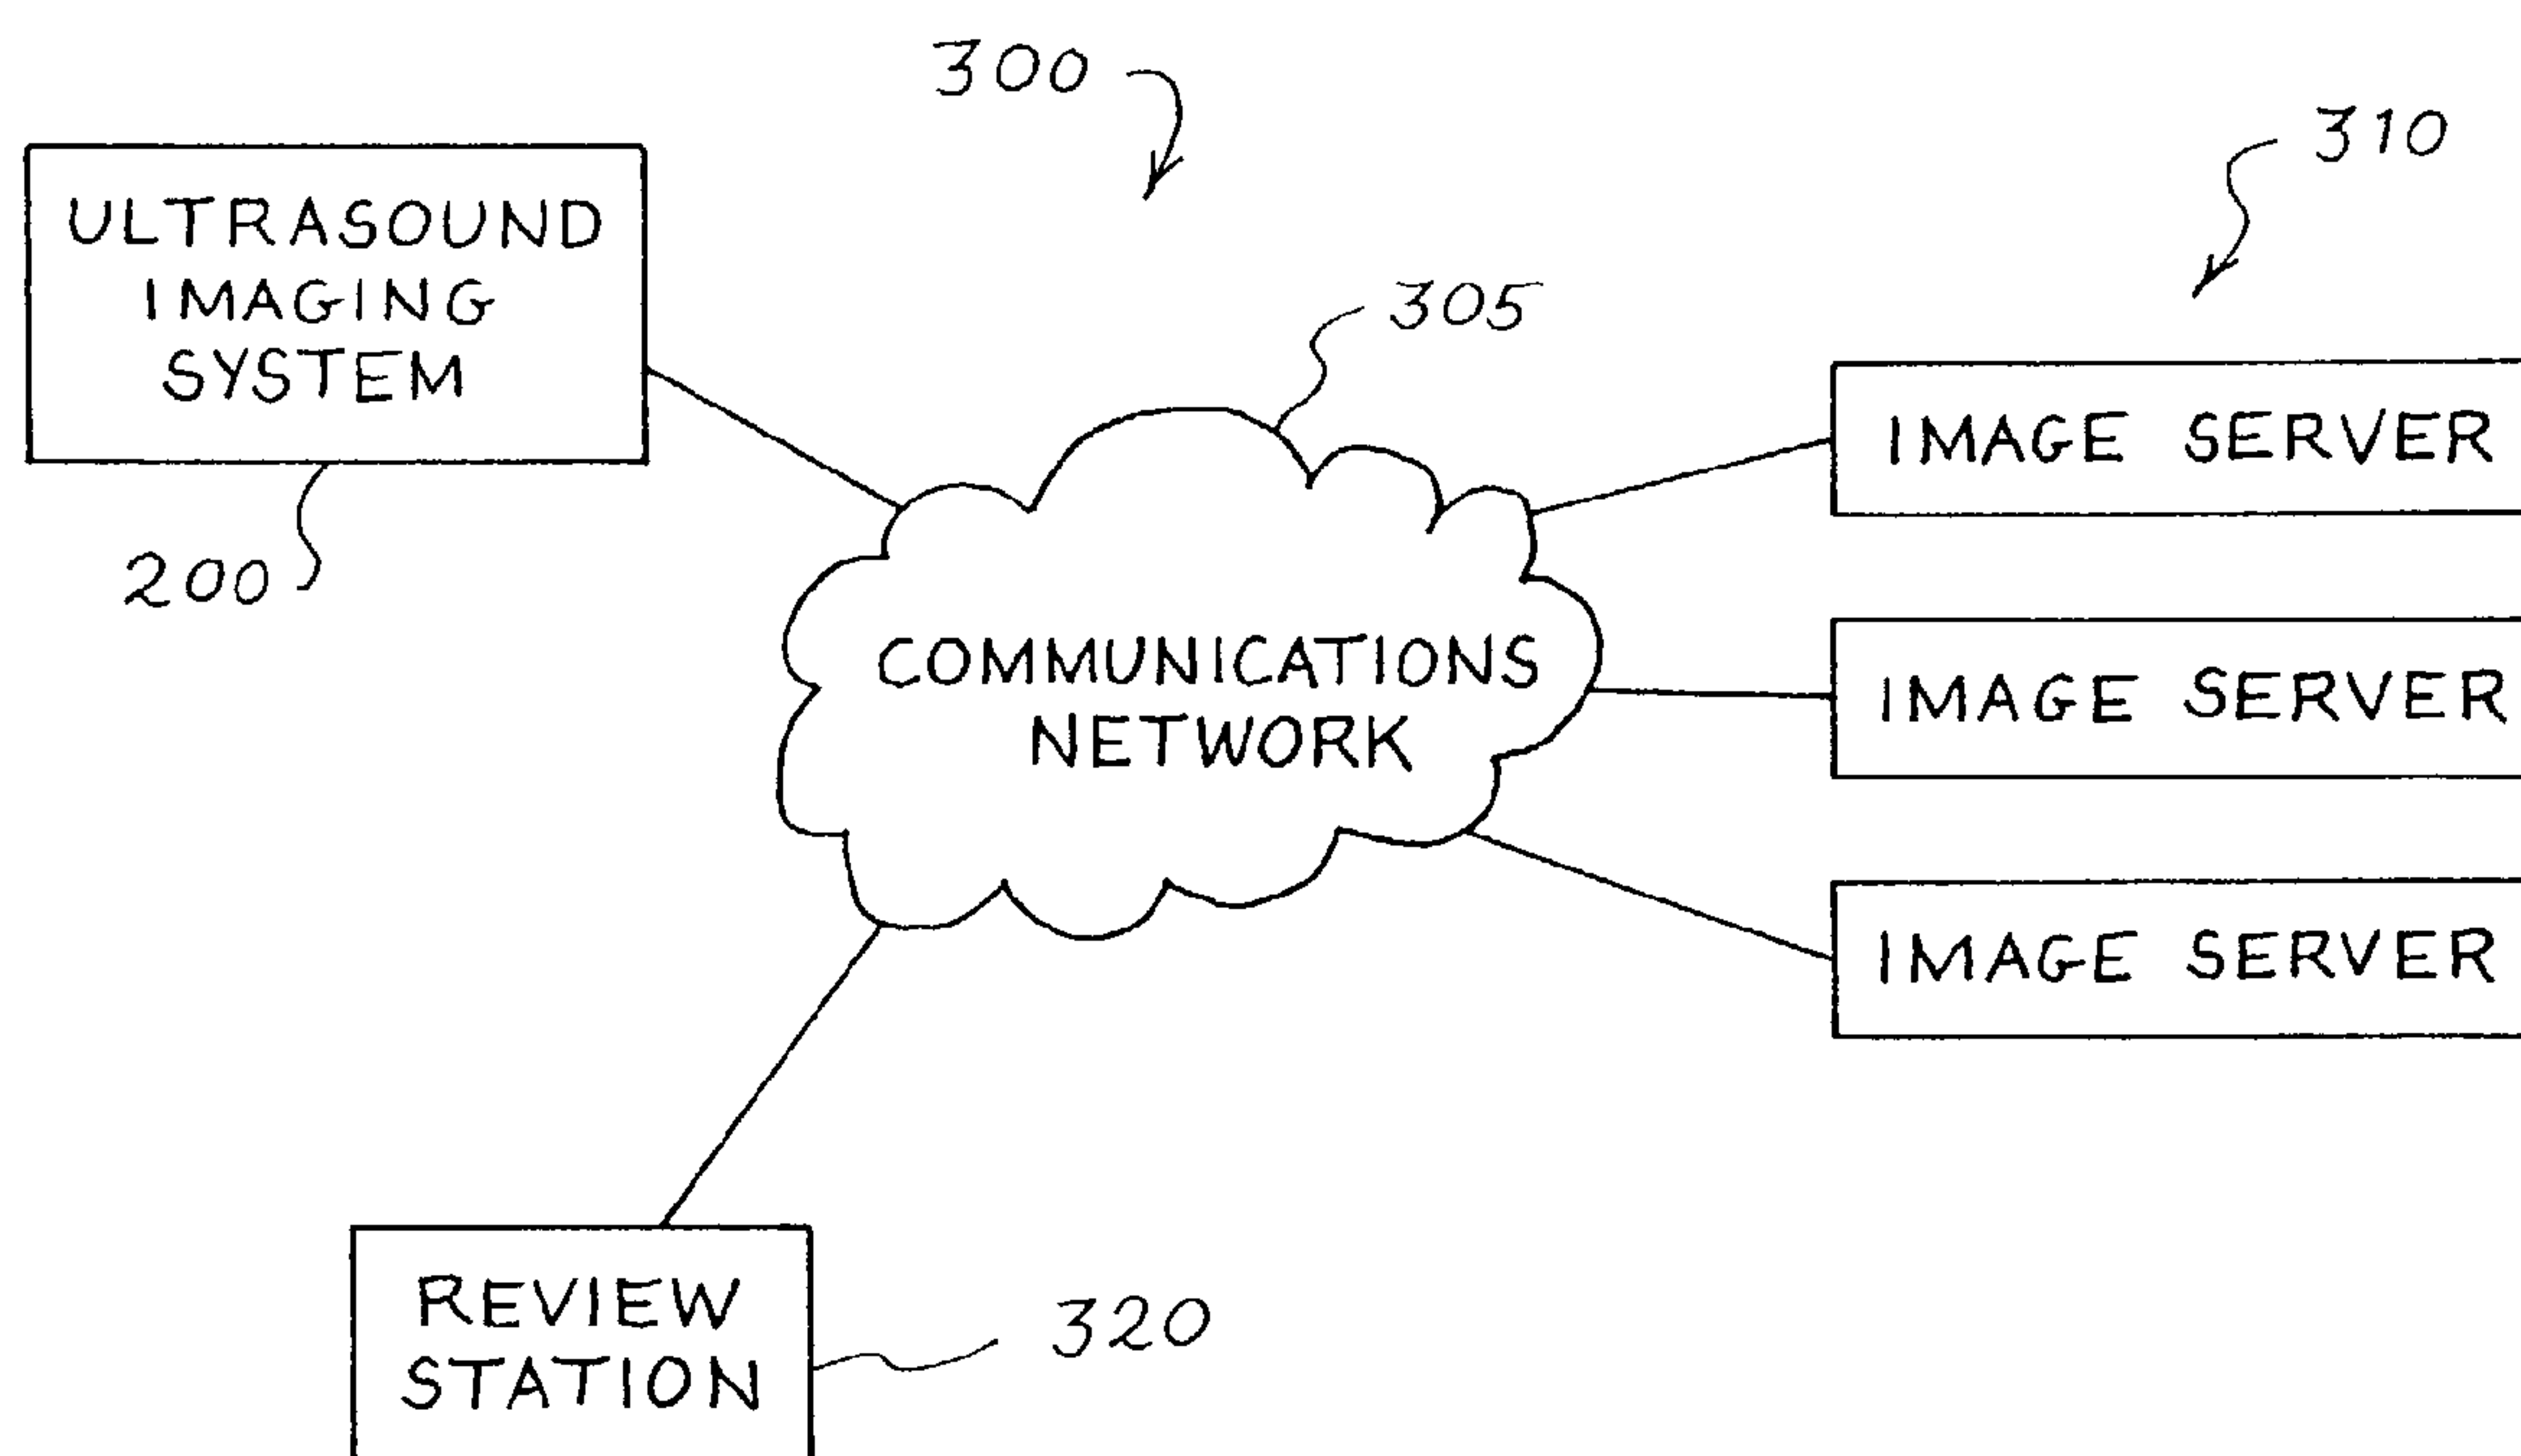 300
310
ULTRASOUND
IMAGING
SYSTEM
305
IMAGE SERVER
200
COMMUNICATIONS
NETWORK
IMAGE SERVER
IMAGE SERVER
REVIEW
STATION
320